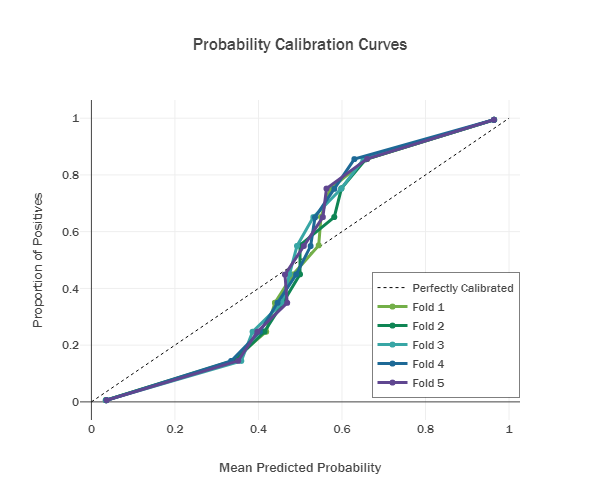 Probability Calibration Curves
Proportion of Positives
1
0.8
0.6
0.4
0.2
0
0
0.2
0.4
0.6
0.8
1
Mean Predicted Probability
Perfectly Calibrated
Fold 1
Fold 2
Fold 3
Fold 4
Fold 5